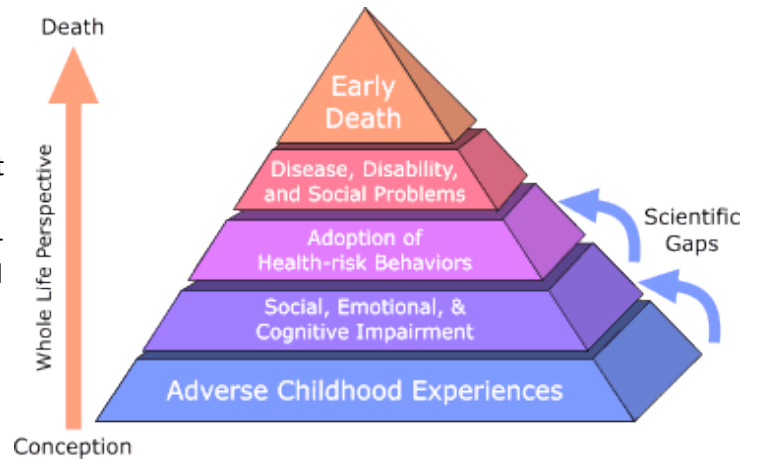 Death
Whole Life Perspective
Conception
Early
Death
Disease, Disability,
and Social Problems
Adoption of
Health-risk Behaviors
Social, Emotional, &
Cognitive Impairment
Adverse Childhood Experiences
Scientific
Gaps